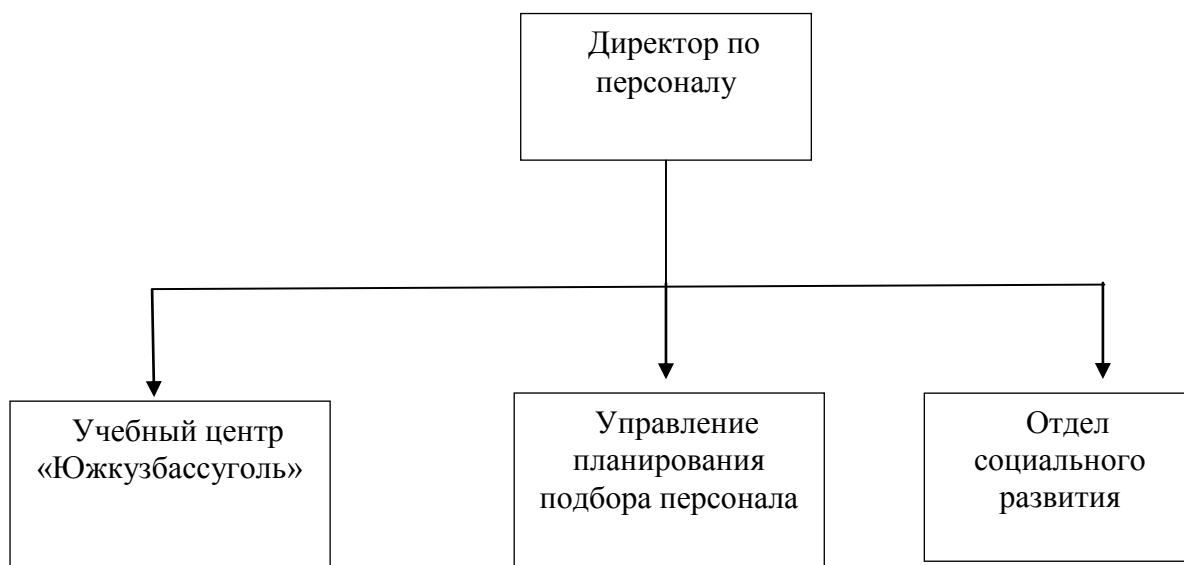 Директор по
персоналу
Учебный центр
«Южкузбассуголь»
Управление
планирования
подбора персонала
Отдел
социального
развития